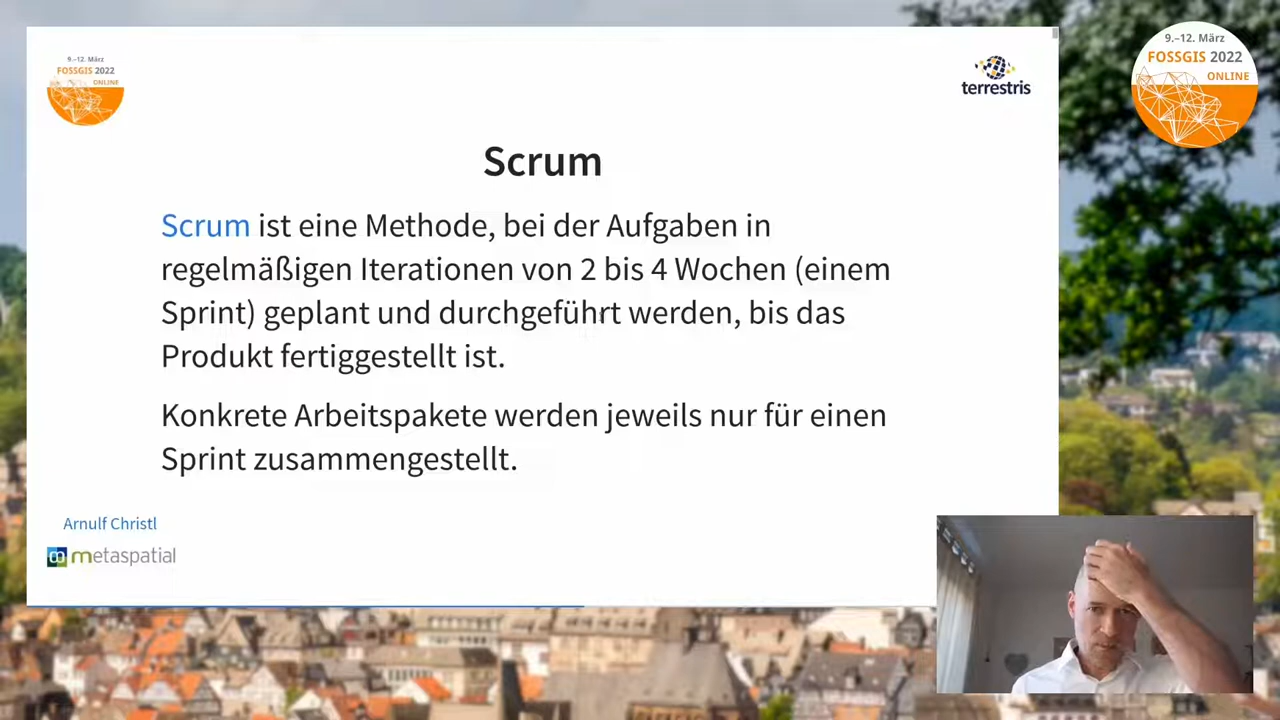 9.–12. März
FOSSGIS 2022
ONLINE
terrestris
9.–12. März
FOSSGIS 2022
ONLINE
Scrum
Scrum ist eine Methode, bei der Aufgaben in
regelmäßigen Iterationen von 2 bis 4 Wochen (einem
Sprint) geplant und durchgeführt werden, bis das
Produkt fertiggestellt ist.
Konkrete Arbeitspakete werden jeweils nur für einen
Sprint zusammengestellt.
Arnulf Christl
metaspatial